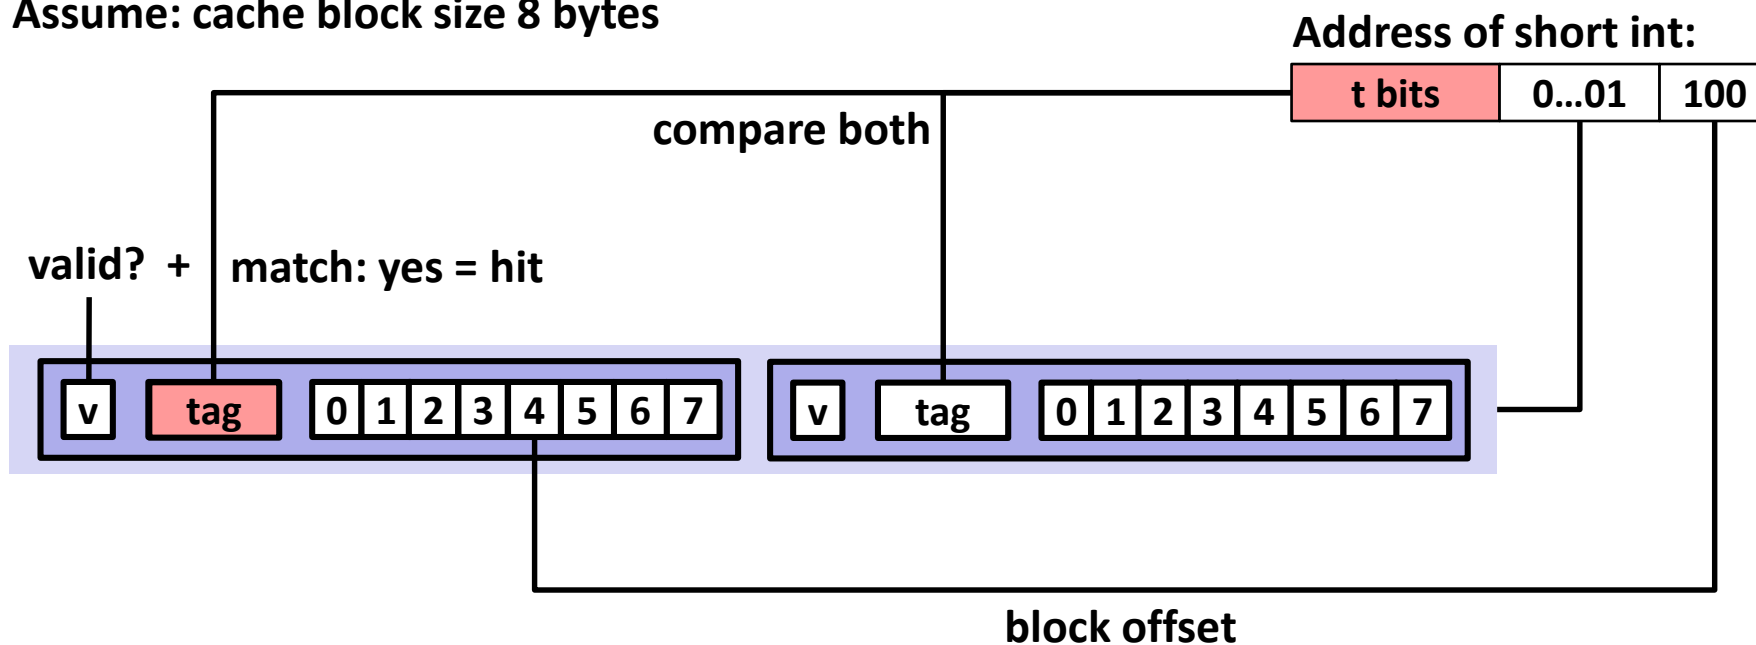 Assume: cache block size 8 bytes
Address of short int:
t bits 0...01 100
compare both
valid? + match: yes = hit
v tag 0 1 2 3 4 5 6 7 v tag 0 1 2 3 4 5 6 7
block offset